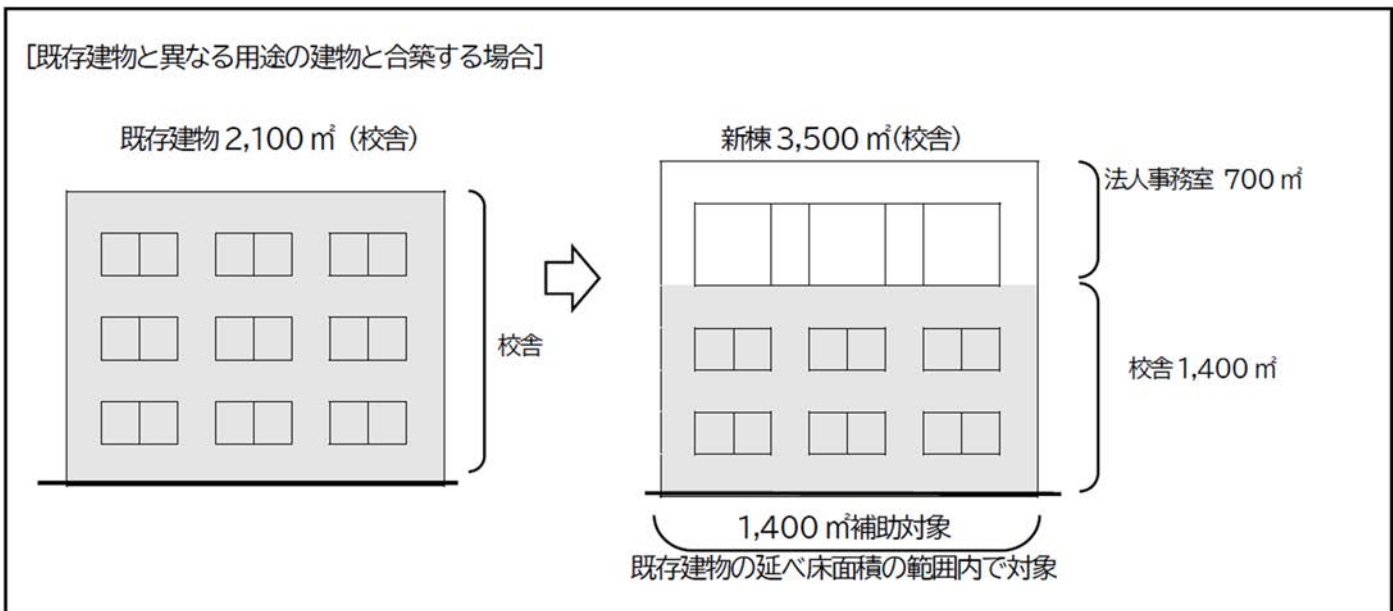 [既存建物と異なる用途の建物と合築する場合]
既存建物 2,100 ㎡ (校舎)
校舎
新棟 3,500 ㎡(校舎)
法人事務室 700 ㎡
校舎 1,400 ㎡
1,400 ㎡補助対象
既存建物の延べ床面積の範囲内で対象